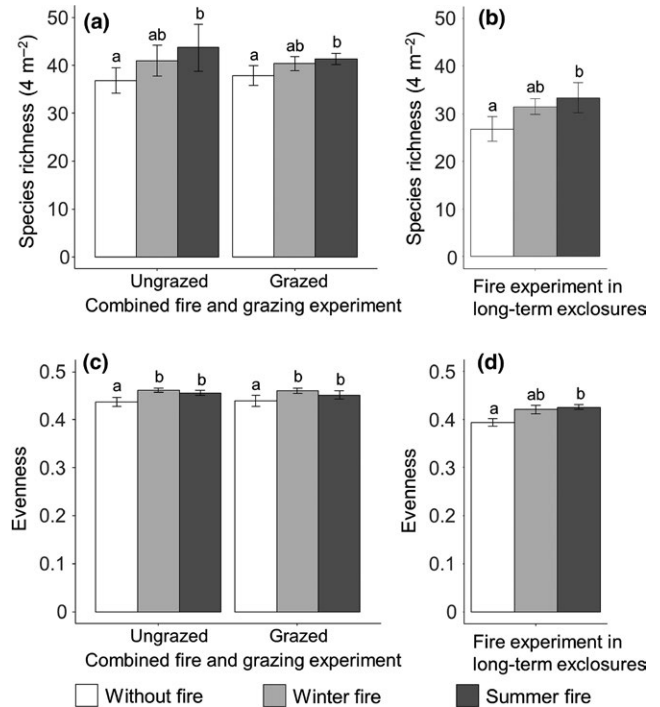 (a)
Species richness (4 m⁻²)
50
40
30
20
10
0
a ab b
a ab b
Ungrazed Grazed
Combined fire and grazing experiment
(b)
Species richness (4 m⁻²)
50
40
30
20
10
0
a ab b
Fire experiment in
long-term exclosures
(c)
Evenness
0.5
0.4
0.3
0.2
0.1
0
a b b
a b b
Ungrazed Grazed
Combined fire and grazing experiment
(d)
Evenness
0.5
0.4
0.3
0.2
0.1
0
a ab b
Fire experiment in
long-term exclosures
Without fire Winter fire Summer fire